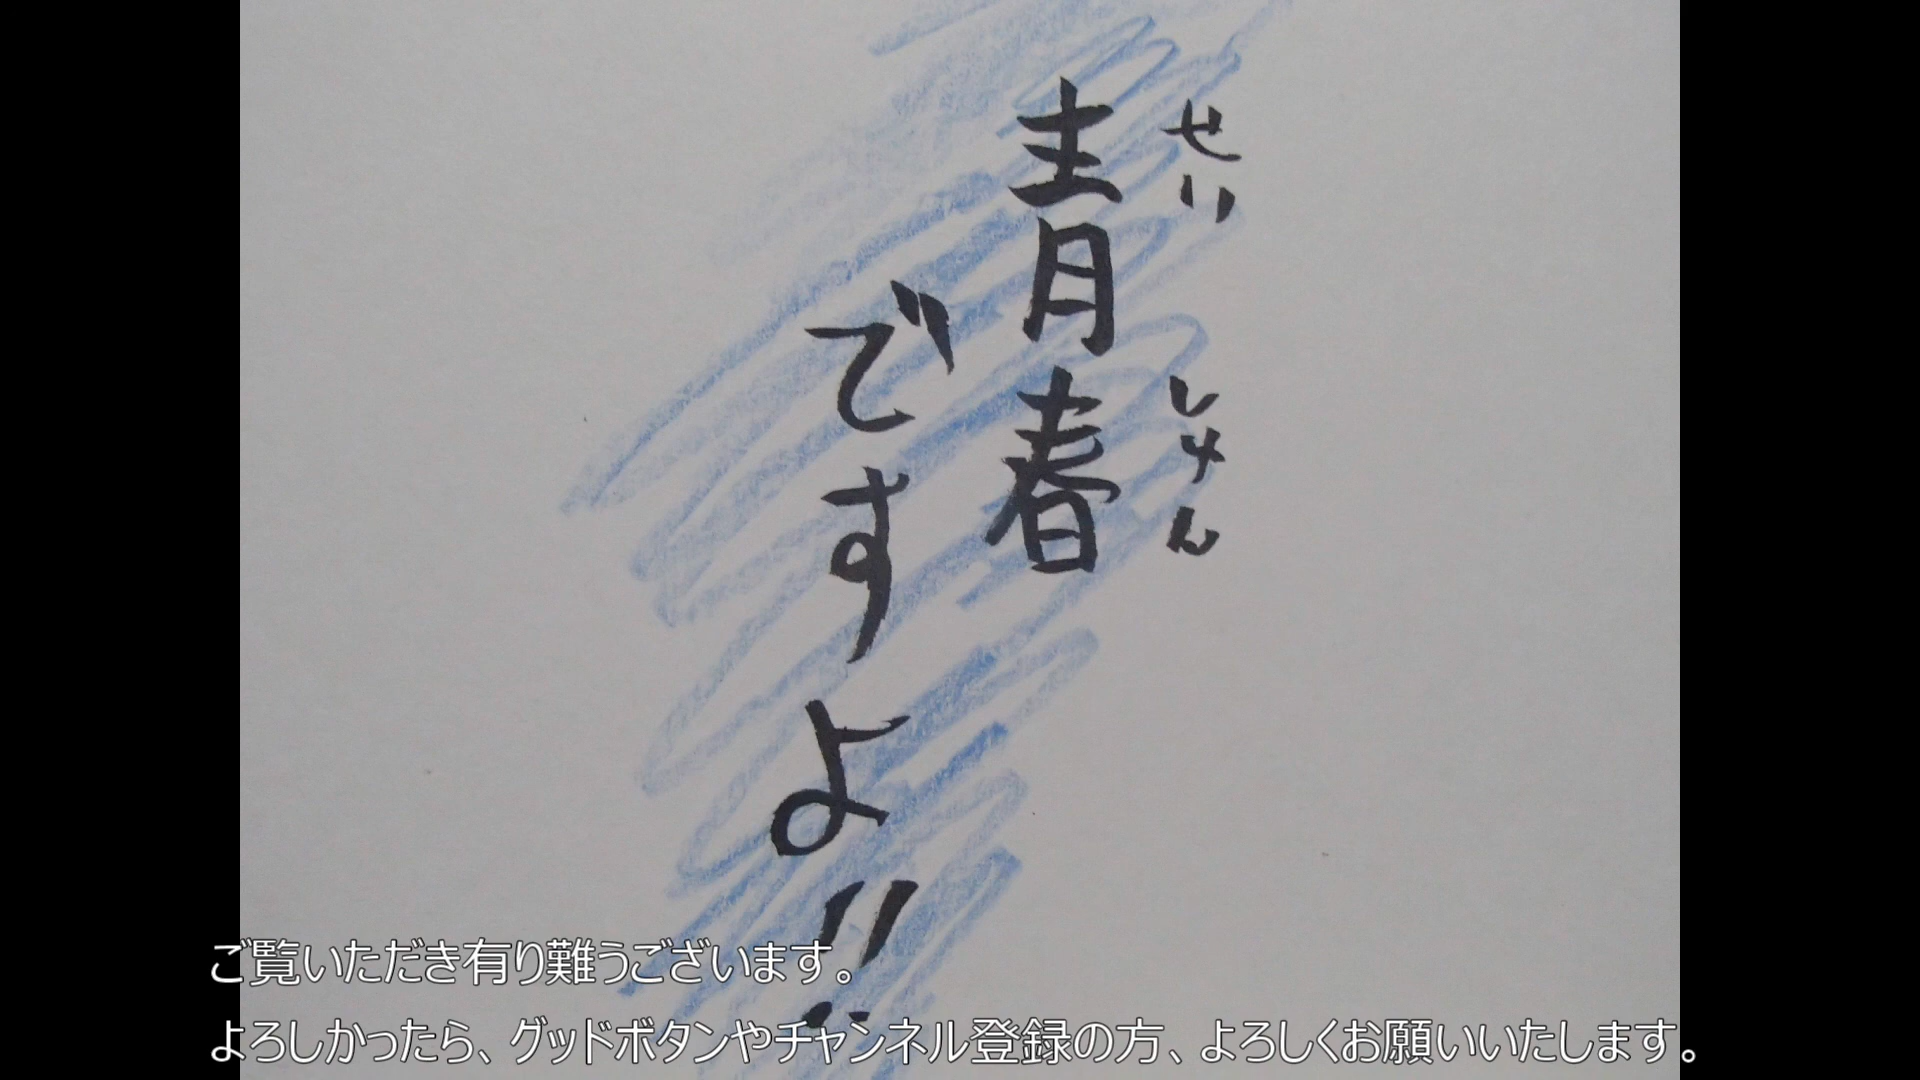 せいしゅん
青春
ですよ!!
ご覧いただき有り難うございます。
よろしかったら、グッドボタンやチャンネル登録の方、よろしくお願いいたします。